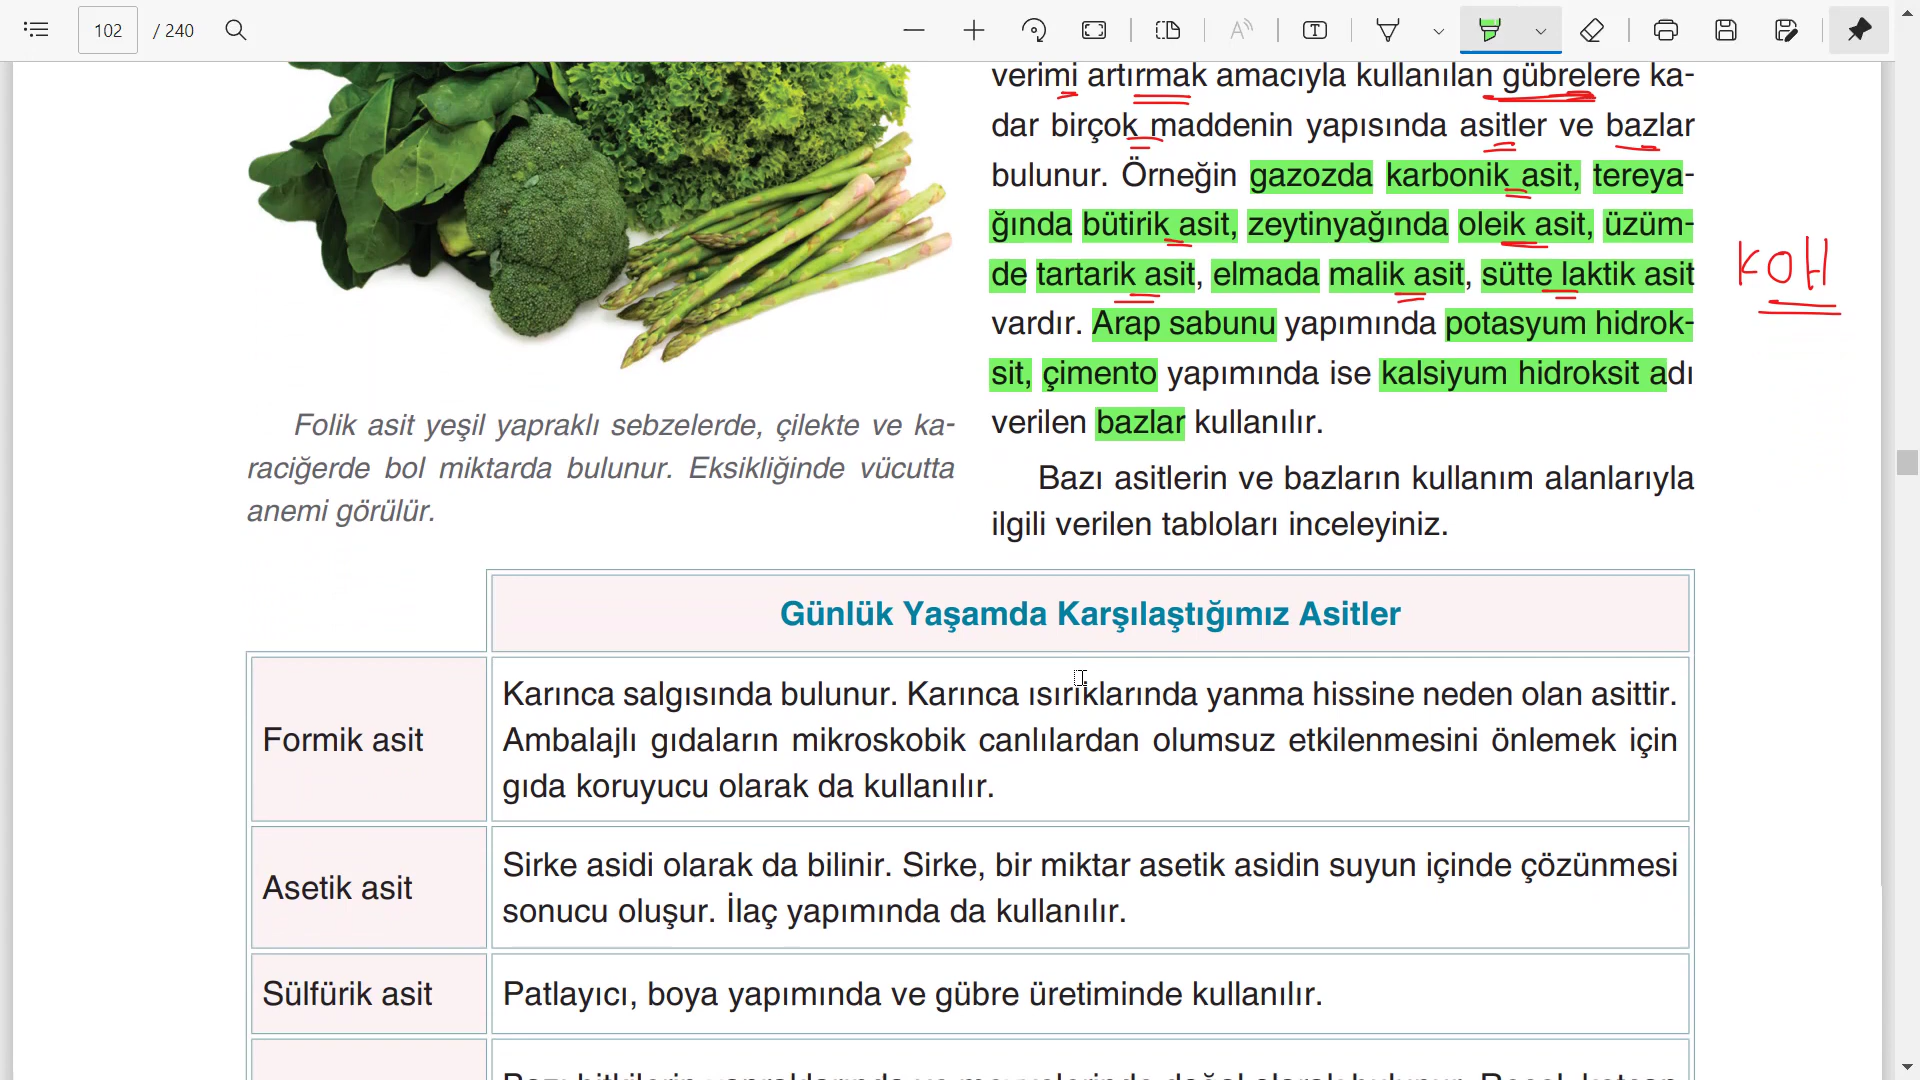 102 / 240
verimi artırmak amacıyla kullanılan gübrelere ka-
dar birçok maddenin yapısında asitler ve bazlar
bulunur. Örneğin gazozda karbonik asit, tereya-
ğında bütirik asit, zeytinyağında oleik asit, üzüm-
de tartarik asit, elmada malik asit, sütte laktik asit
vardır. Arap sabunu yapımında potasyum hidrok-
sit, çimento yapımında ise kalsiyum hidroksit adı
verilen bazlar kullanılır.
KOH
Folik asit yeşil yapraklı sebzelerde, çilekte ve ka-
raciğerde bol miktarda bulunur. Eksikliğinde vücutta
anemi görülür.
Bazı asitlerin ve bazların kullanım alanlarıyla
ilgili verilen tabloları inceleyiniz.
Günlük Yaşamda Karşılaştığımız Asitler
Formik asit
Karınca salgısında bulunur. Karınca ısırıklarında yanma hissine neden olan asittir.
Ambalajlı gıdaların mikroskobik canlılardan olumsuz etkilenmesini önlemek için
gıda koruyucu olarak da kullanılır.
Asetik asit
Sirke asidi olarak da bilinir. Sirke, bir miktar asetik asidin suyun içinde çözünmesi
sonucu oluşur. İlaç yapımında da kullanılır.
Sülfürik asit
Patlayıcı, boya yapımında ve gübre üretiminde kullanılır.